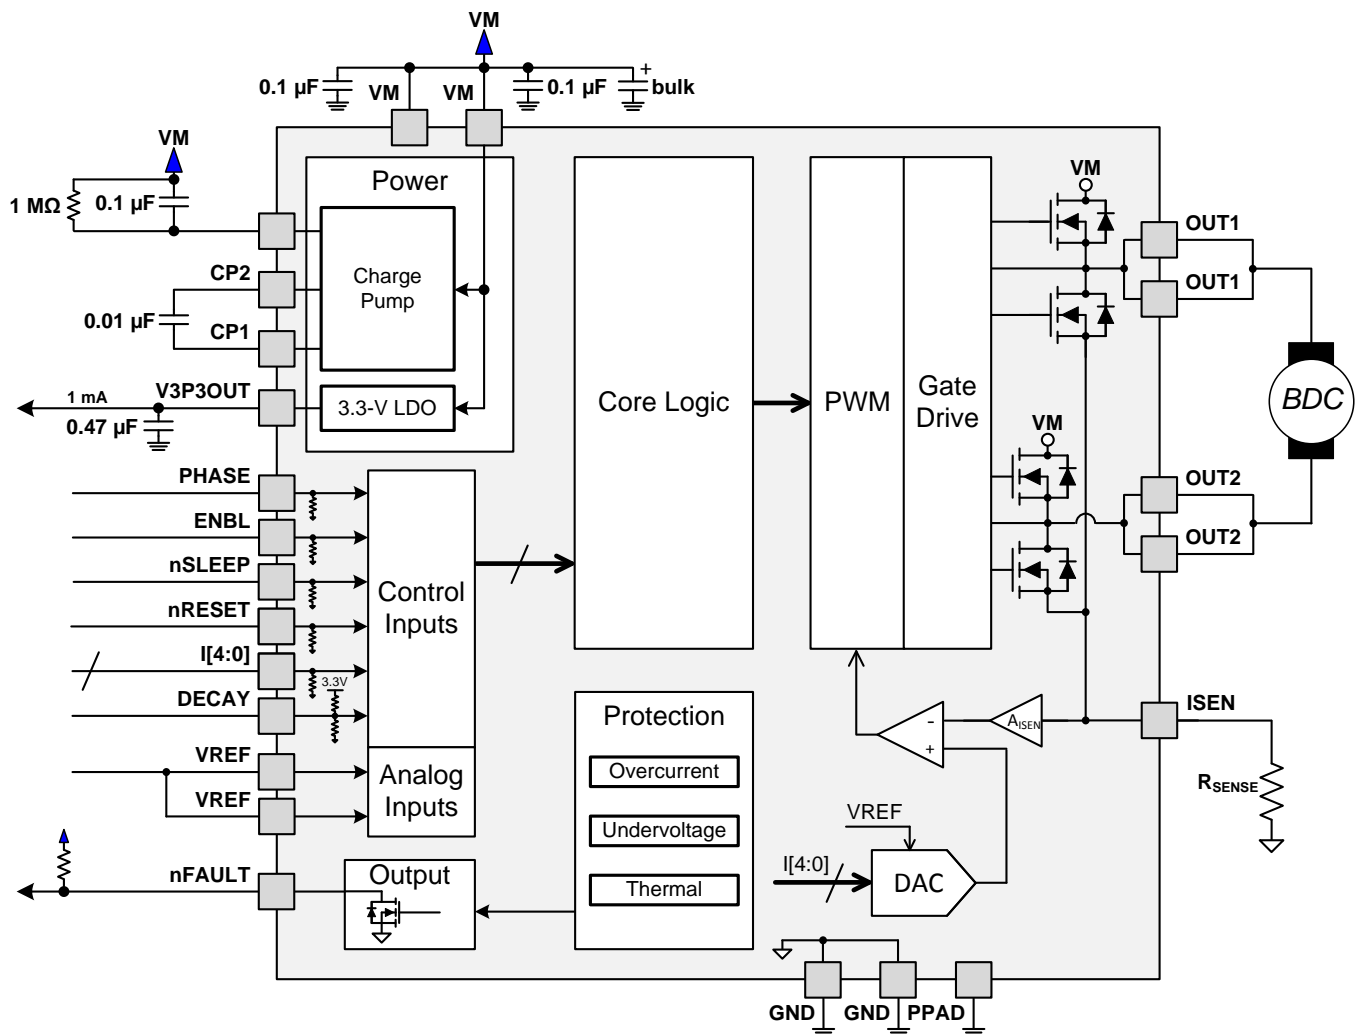 VM
0.1 µF
VM
VM
0.1 µF
+
bulk
VM
1 MΩ
0.1 µF
Power
Charge
Pump
CP2
0.01 µF
CP1
V3P3OUT
1 mA
0.47 µF
3.3-V LDO
Core Logic
PWM
Gate
Drive
VM
OUT1
OUT1
BDC
VM
OUT2
OUT2
PHASE
ENBL
nSLEEP
nRESET
I[4:0]
3.3V
DECAY
Control
Inputs
VREF
VREF
Analog
Inputs
nFAULT
Output
Protection
Overcurrent
Undervoltage
Thermal
-
+
AISEN
ISEN
RSENSE
VREF
I[4:0]
DAC
GND
GND
PPAD